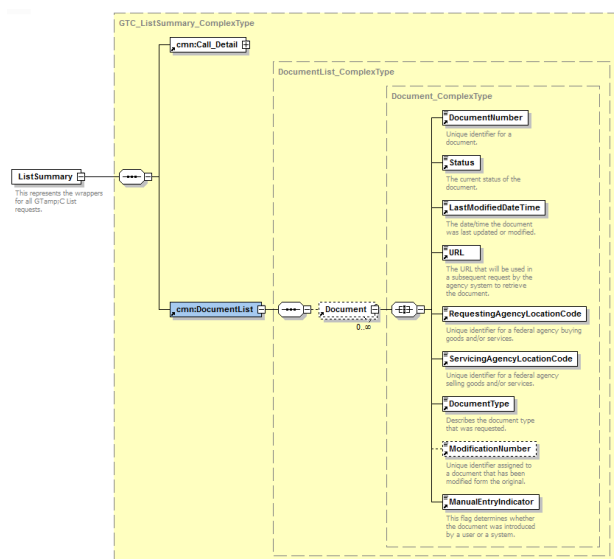 GTC_ListSummary_ComplexType
cmn:Call_Detail
DocumentList_ComplexType
Document_ComplexType
DocumentNumber
Unique identifier for a
document.
Status
The current status of the
document.
ListSummary
This represents the wrappers
for all GTamp;C List
requests.
LastModifiedDateTime
The date/time the document
was last updated or modified.
URL
The URL that will be used in
a subsequent request by the
agency system to retrieve
the document.
cmn:DocumentList
Document
0..∞
RequestingAgencyLocationCode
Unique identifier for a federal agency buying
goods and/or services.
ServicingAgencyLocationCode
Unique identifier for a federal agency
selling goods and/or services.
DocumentType
Describes the document type
that was requested.
ModificationNumber
Unique identifier assigned to
a document that has been
modified form the original.
ManualEntryIndicator
This flag determines whether
the document was introduced
by a user or a system.